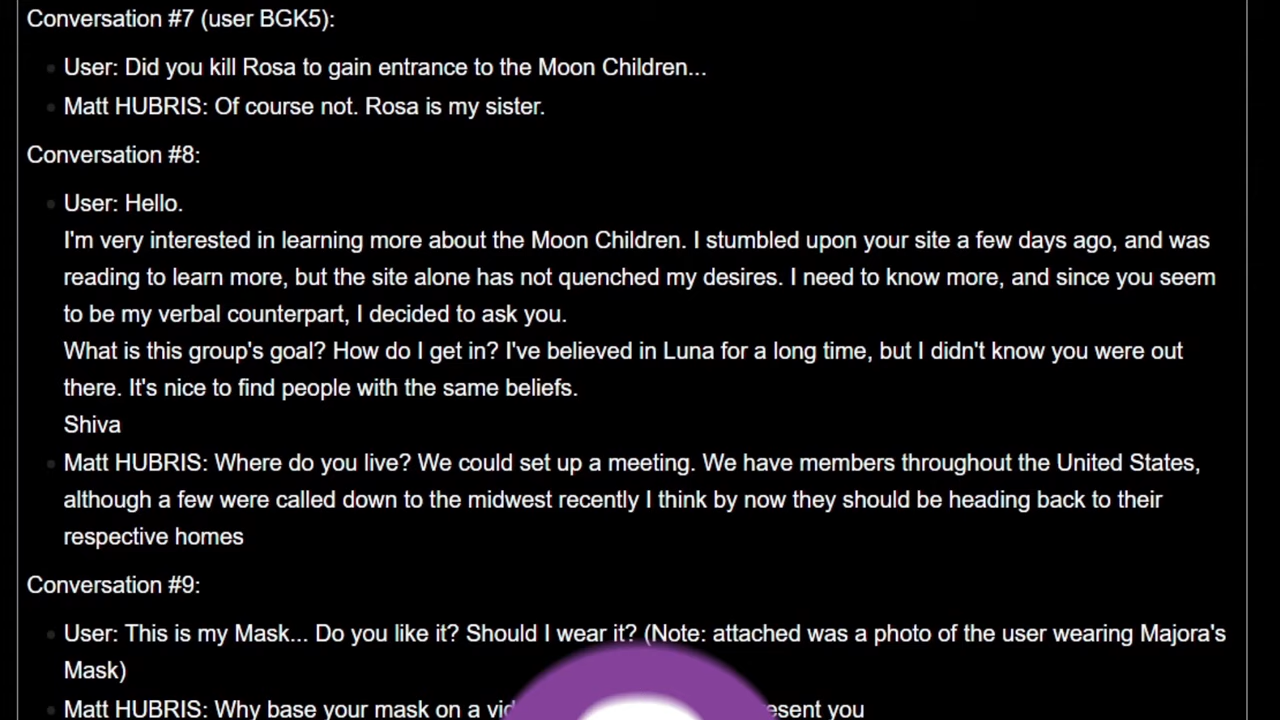 Conversation #7 (user BGK5):
User: Did you kill Rosa to gain entrance to the Moon Children...
Matt HUBRIS: Of course not. Rosa is my sister.
Conversation #8:
User: Hello.
I'm very interested in learning more about the Moon Children. I stumbled upon your site a few days ago, and was
reading to learn more, but the site alone has not quenched my desires. I need to know more, and since you seem
to be my verbal counterpart, I decided to ask you.
What is this group's goal? How do I get in? I've believed in Luna for a long time, but I didn't know you were out
there. It's nice to find people with the same beliefs.
Shiva
Matt HUBRIS: Where do you live? We could set up a meeting. We have members throughout the United States,
although a few were called down to the midwest recently I think by now they should be heading back to their
respective homes
Conversation #9:
User: This is my Mask... Do you like it? Should I wear it? (Note: attached was a photo of the user wearing Majora's
Mask)
Matt HUBRIS: Why base your mask on a you